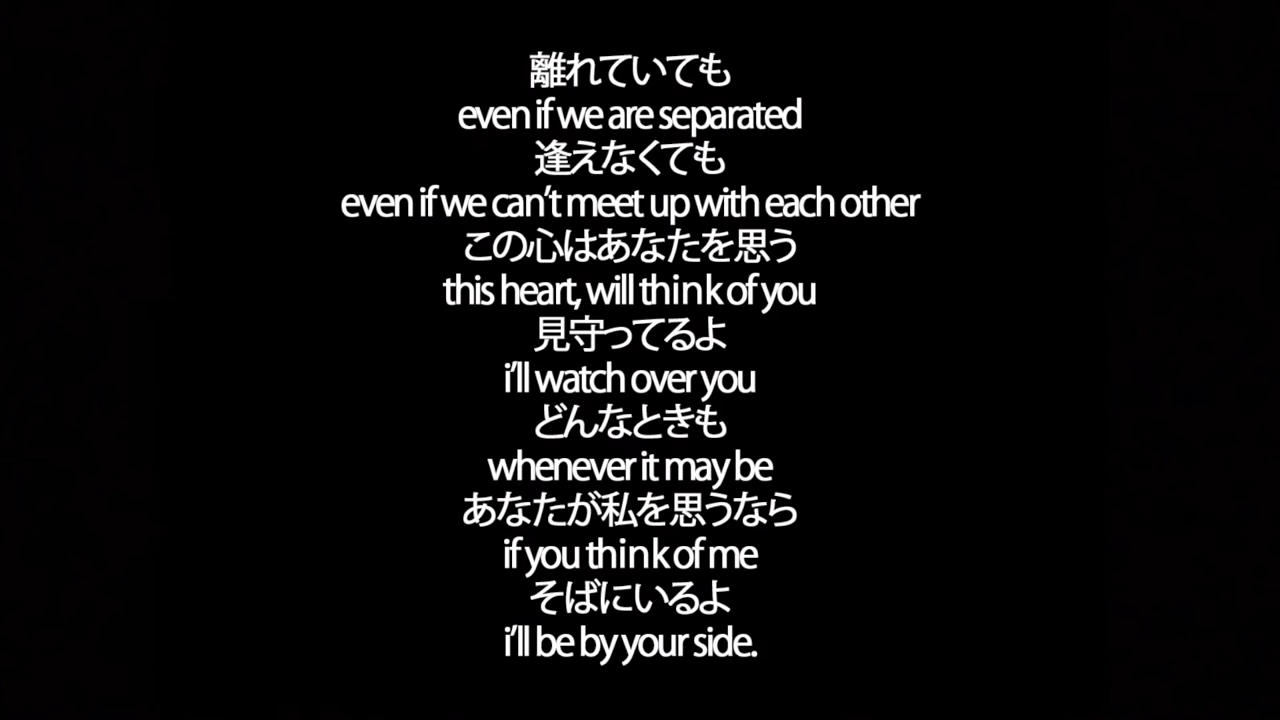 離れていても
even if we are separated
逢えなくても
even if we can't meet up with each other
この心はあなたを思う
this heart, will think of you
見守ってるよ
i'll watch over you
どんなときも
whenever it may be
あなたが私を思うなら
if you think of me
そばにいるよ
i'll be by your side.